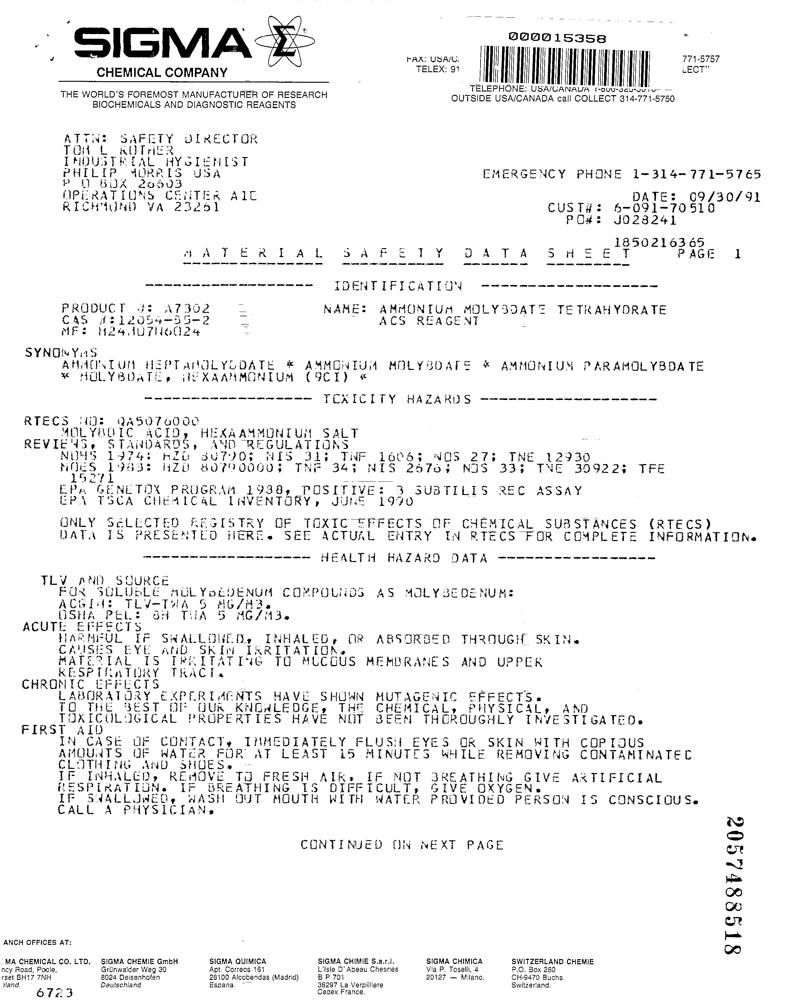 SIGMA
CHEMICAL COMPANY
THE WORLD'S FOREMOST MANUFACTURER OF RESEARCH
BIOCHEMICALS AND DIAGNOSTIC REAGENTS
000015358
FAX: USA/C
771-5757
TELEX: 91
LECT"
TELEPHONE: USA/CANADA
OUTSIDE USA/CANADA call COLLECT 314-771-5750
ATTN: SAFETY DIRECTOR
TOM L RUTHER
INDUSTRIAL HYGIENIST
PHILIP MORRIS USA
P O BOX 26603
OPERATIONS CENTER A1E
RICHMOND VA 23261
EMERGENCY PHONE 1-314-771-5765
DATE: 09/30/91
CUST#: 6-091-70510
PO#: J028241
1850216365
MATERIAL SAFETY DATA SHEET PAGE 1
------------------ IDENTIFICATION ------------------
PRODUCT #: A7302 NAME: AMMONIUM MOLYBDATE TETRAHYDRATE
CAS #:12054-85-2 ACS REAGENT
MF: H24MO7N6O24
SYNONYMS
AMMONIUM HEPTAMOLYBDATE * AMMONIUM MOLYBDATE * AMMONIUM PARAMOLYBDATE
* MOLYBDATE, HEXAAMMONIUM (9CI) *
------------------ TOXICITY HAZARDS ------------------
RTECS NO: QA5076000
MOLYBDIC ACID, HEXAAMMONIUM SALT
REVIEWS, STANDARDS, AND REGULATIONS
NOHS 1974: HZD 80790; NIS 31; TNF 1606; NOS 27; TNE 12930
NOES 1983: HZD 80790000; TNF 34; NIS 2676; NOS 33; TNE 30922; TFE
15271
EPA GENETOX PROGRAM 1988, POSITIVE: B SUBTILIS REC ASSAY
EPA TSCA CHEMICAL INVENTORY, JUNE 1990
ONLY SELECTED REGISTRY OF TOXIC EFFECTS OF CHEMICAL SUBSTANCES (RTECS)
DATA IS PRESENTED HERE. SEE ACTUAL ENTRY IN RTECS FOR COMPLETE INFORMATION.
------------------ HEALTH HAZARD DATA ------------------
TLV AND SOURCE
FOR SOLUBLE MOLYBEDENUM COMPOUNDS AS MOLYBEDENUM:
ACGIH: TLV-TWA 5 MG/M3.
OSHA PEL: 8H TWA 5 MG/M3.
ACUTE EFFECTS
HARMFUL IF SWALLOWED, INHALED, OR ABSORBED THROUGH SKIN.
CAUSES EYE AND SKIN IRRITATION.
MATERIAL IS IRRITATING TO MUCOUS MEMBRANES AND UPPER
RESPIRATORY TRACT.
CHRONIC EFFECTS
LABORATORY EXPERIMENTS HAVE SHOWN MUTAGENIC EFFECTS.
TO THE BEST OF OUR KNOWLEDGE, THE CHEMICAL, PHYSICAL, AND
TOXICOLOGICAL PROPERTIES HAVE NOT BEEN THOROUGHLY INVESTIGATED.
FIRST AID
IN CASE OF CONTACT, IMMEDIATELY FLUSH EYES OR SKIN WITH COPIOUS
AMOUNTS OF WATER FOR AT LEAST 15 MINUTES WHILE REMOVING CONTAMINATED
CLOTHING AND SHOES.
IF INHALED, REMOVE TO FRESH AIR. IF NOT BREATHING GIVE ARTIFICIAL
RESPIRATION. IF BREATHING IS DIFFICULT, GIVE OXYGEN.
IF SWALLOWED, WASH OUT MOUTH WITH WATER PROVIDED PERSON IS CONSCIOUS.
CALL A PHYSICIAN.
CONTINUED ON NEXT PAGE
2057488518
ANCH OFFICES AT:
MA CHEMICAL CO. LTD.
ncy Road, Poole,
rset BH17 7NH
gland
6723
SIGMA CHEMIE GmbH
Grünwalder Weg 30
8024 Deisenhofen
Deutschland
SIGMA QUIMICA
Apt. Correos 161
28100 Alcobendas (Madrid)
Espana.
SIGMA CHIMIE S.a.r.l.
L'Isle D'Abeau Chesnes
B P 701
38297 La Verpilliere
Cedex France.
SIGMA CHIMICA
Via P. Toselli, 4
20127 — Milano.
SWITZERLAND CHEMIE
P.O. Box 260
CH-9470 Buchs
Switzerland.